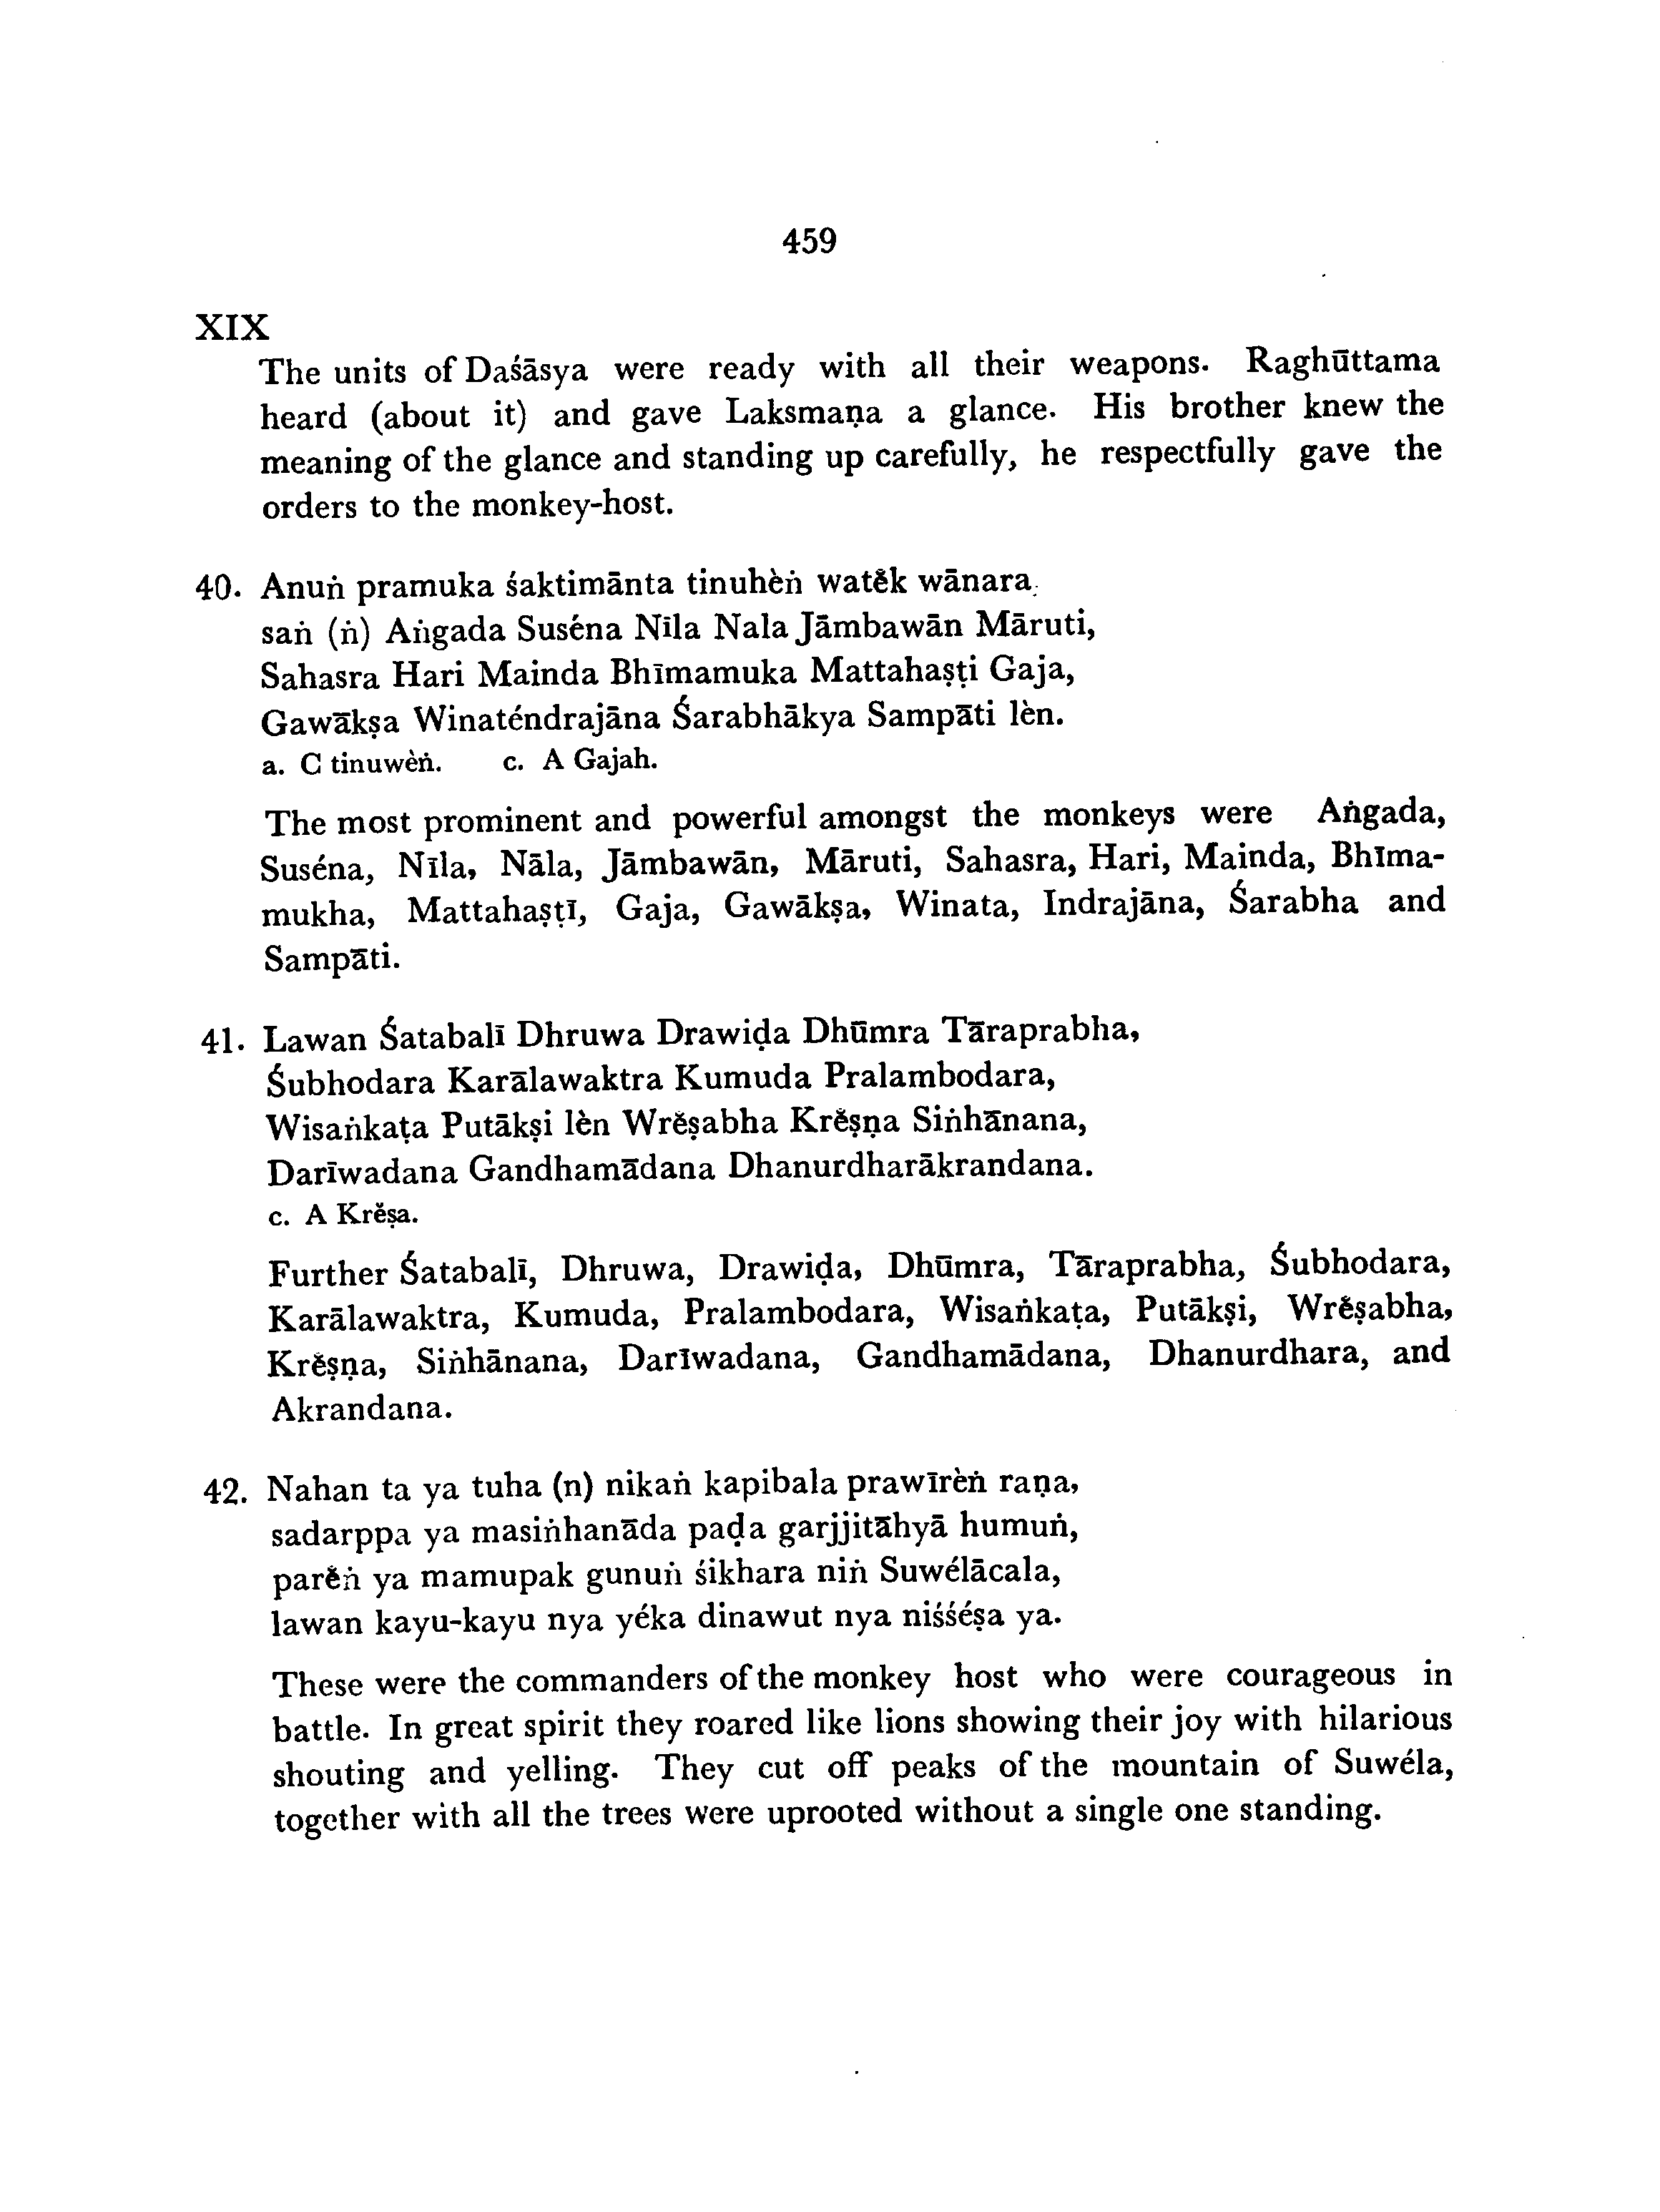 459
XIX
The units of Daśāsya were ready with all their weapons. Raghūttama
heard (about it) and gave Laksmaṇa a glance. His brother knew the
meaning of the glance and standing up carefully, he respectfully gave the
orders to the monkey-host.
40. Anuṅ pramuka śaktimānta tinuhèṅ watĕk wānara
saṅ (ṅ) Aṅgada Suséna Nīla Nala Jāmbawān Māruti,
Sahasra Hari Mainda Bhīmamuka Mattahaṣṭi Gaja,
Gawākṣa Winaténdrajāna Śarabhākya Sampāti lèn.
a. C tinuwèṅ. c. A Gajah.
The most prominent and powerful amongst the monkeys were Aṅgada,
Suséna, Nīla, Nāla, Jāmbawān, Māruti, Sahasra, Hari, Mainda, Bhīma-
mukha, Mattahaṣṭī, Gaja, Gawākṣa, Winata, Indrajāna, Śarabha and
Sampāti.
41. Lawan Śatabalī Dhruwa Drawiḍa Dhūmra Tāraprabha,
Śubhodara Karālawaktra Kumuda Pralambodara,
Wisaṅkaṭa Putākṣi lèn Wrĕṣabha Krĕṣṇa Siṅhānana,
Darīwadana Gandhamādana Dhanurdharākrandana.
c. A Krĕṣa.
Further Śatabalī, Dhruwa, Drawiḍa, Dhūmra, Tāraprabha, Śubhodara,
Karālawaktra, Kumuda, Pralambodara, Wisaṅkaṭa, Putākṣi, Wrĕṣabha,
Krĕṣṇa, Siṅhānana, Darīwadana, Gandhamādana, Dhanurdhara, and
Akrandana.
42. Nahan ta ya tuha (n) nikaṅ kapibala prawīrèṅ raṇa,
sadarppa ya masiṅhanāda paḍa garjjitāhyā humuṅ,
parĕṅ ya mamupak gunuṅ śikhara niṅ Suwélācala,
lawan kayu-kayu nya yéka dinawut nya niśśéṣa ya.
These were the commanders of the monkey host who were courageous in
battle. In great spirit they roared like lions showing their joy with hilarious
shouting and yelling. They cut off peaks of the mountain of Suwéla,
together with all the trees were uprooted without a single one standing.